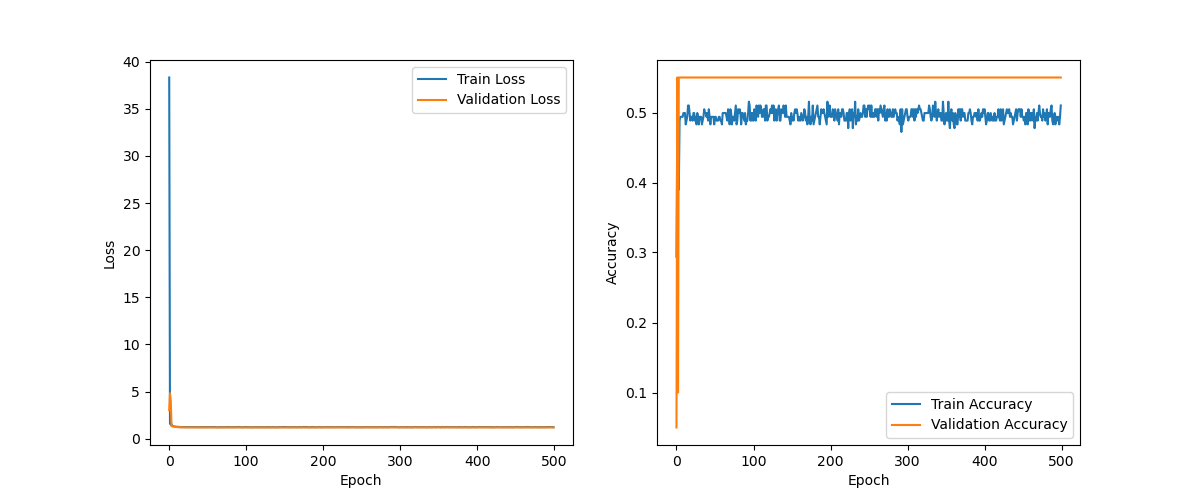 40
35
30
25
20
15
10
5
0
Loss
0 100 200 300 400 500
Epoch
Train Loss
Validation Loss
0.5
0.4
0.3
0.2
0.1
Accuracy
0 100 200 300 400 500
Epoch
Train Accuracy
Validation Accuracy